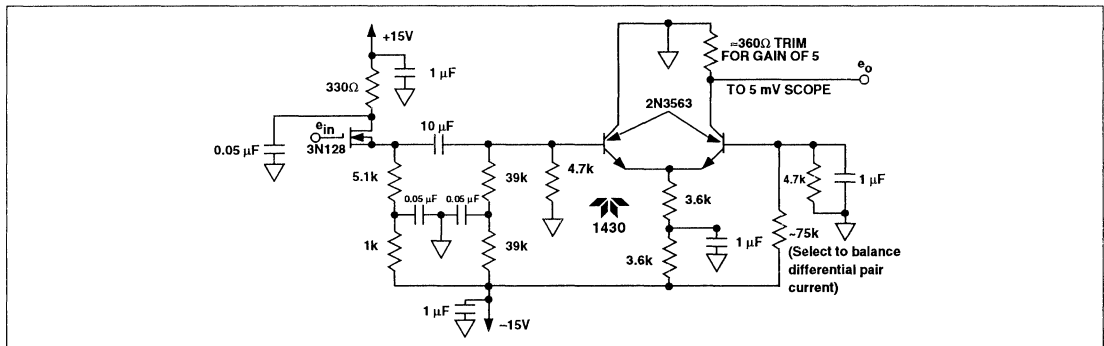 +15V
≈360Ω TRIM
FOR GAIN OF 5
1 µF
330Ω
eo
TO 5 mV SCOPE
2N3563
ein
10 µF
0.05 µF
3N128
4.7k
4.7k
1 µF
5.1k
39k
0.05 µF
0.05 µF
3.6k
1430
~75k
1k
39k
1 µF
(Select to balance
3.6k
differential pair
current)
1 µF
–15V